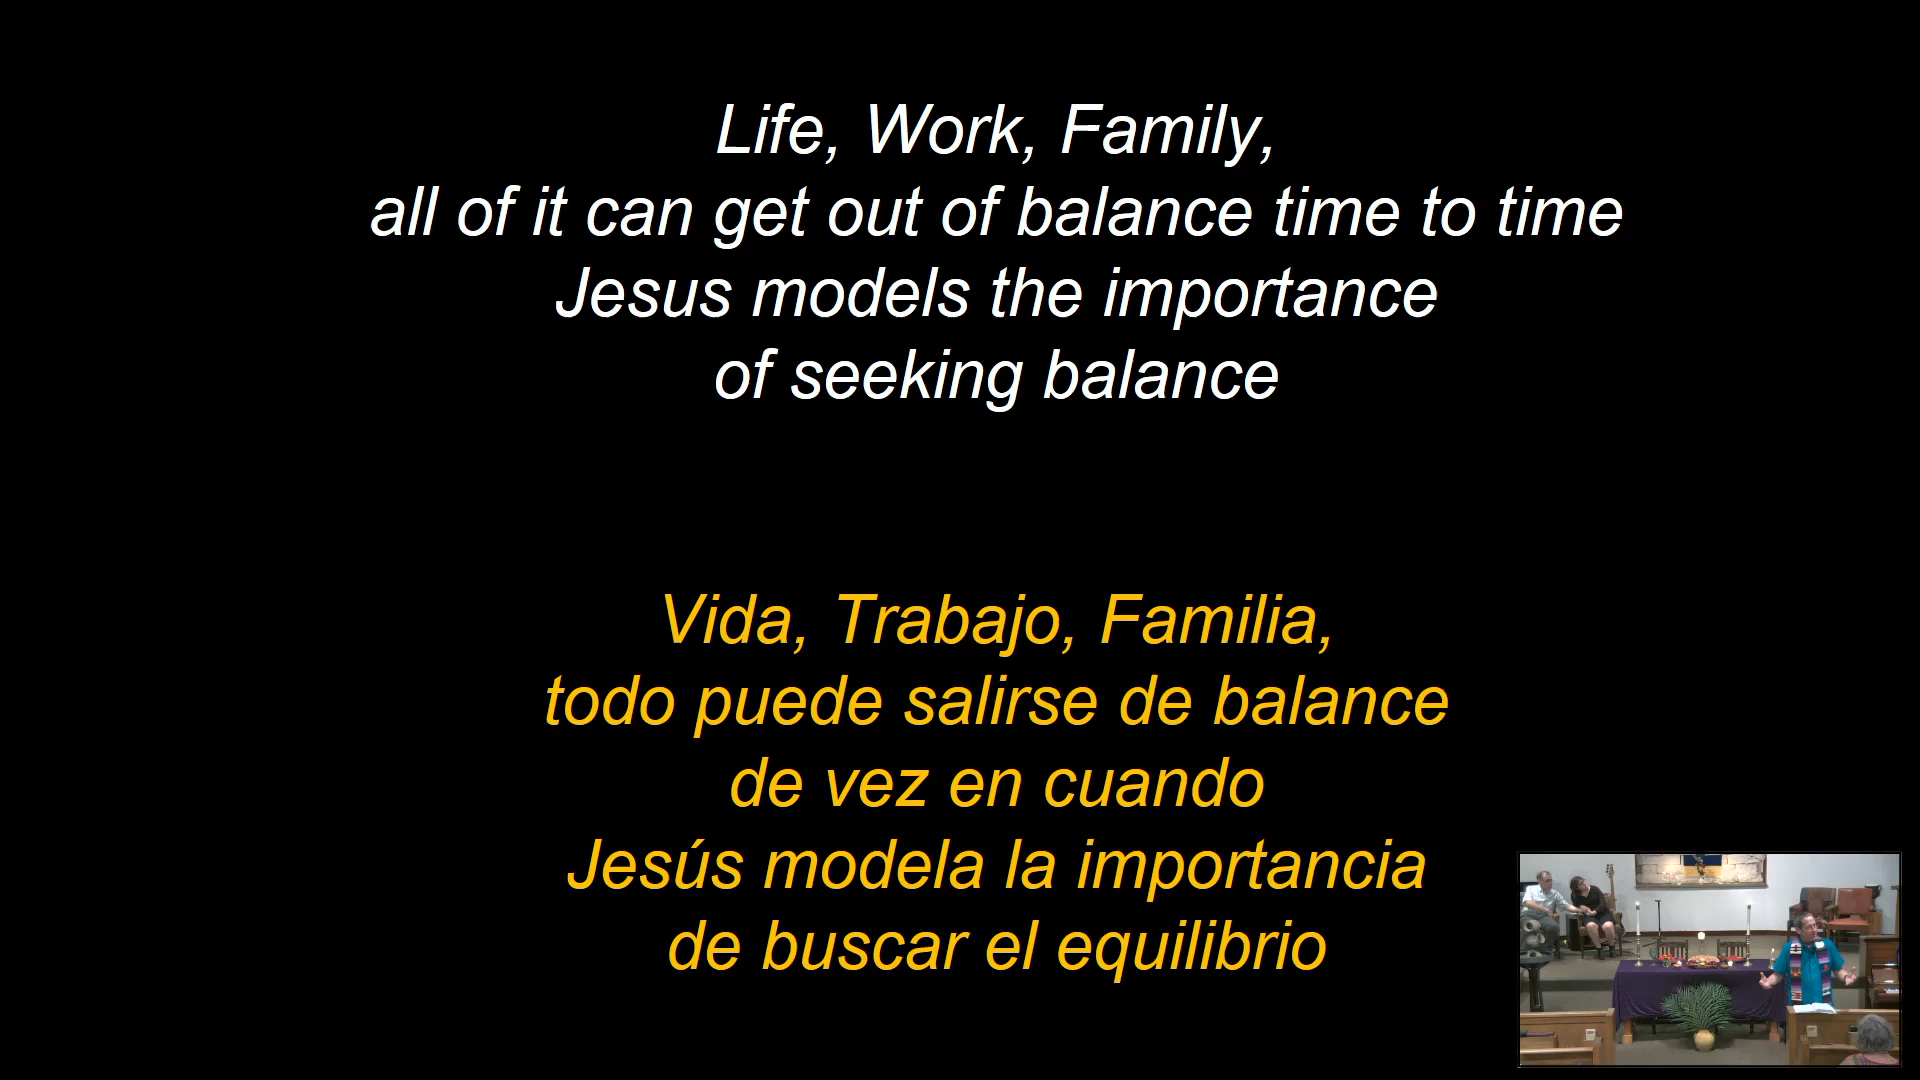 Life, Work, Family,
all of it can get out of balance time to time
Jesus models the importance
of seeking balance
Vida, Trabajo, Familia,
todo puede salirse de balance
de vez en cuando
Jesús modela la importancia
de buscar el equilibrio